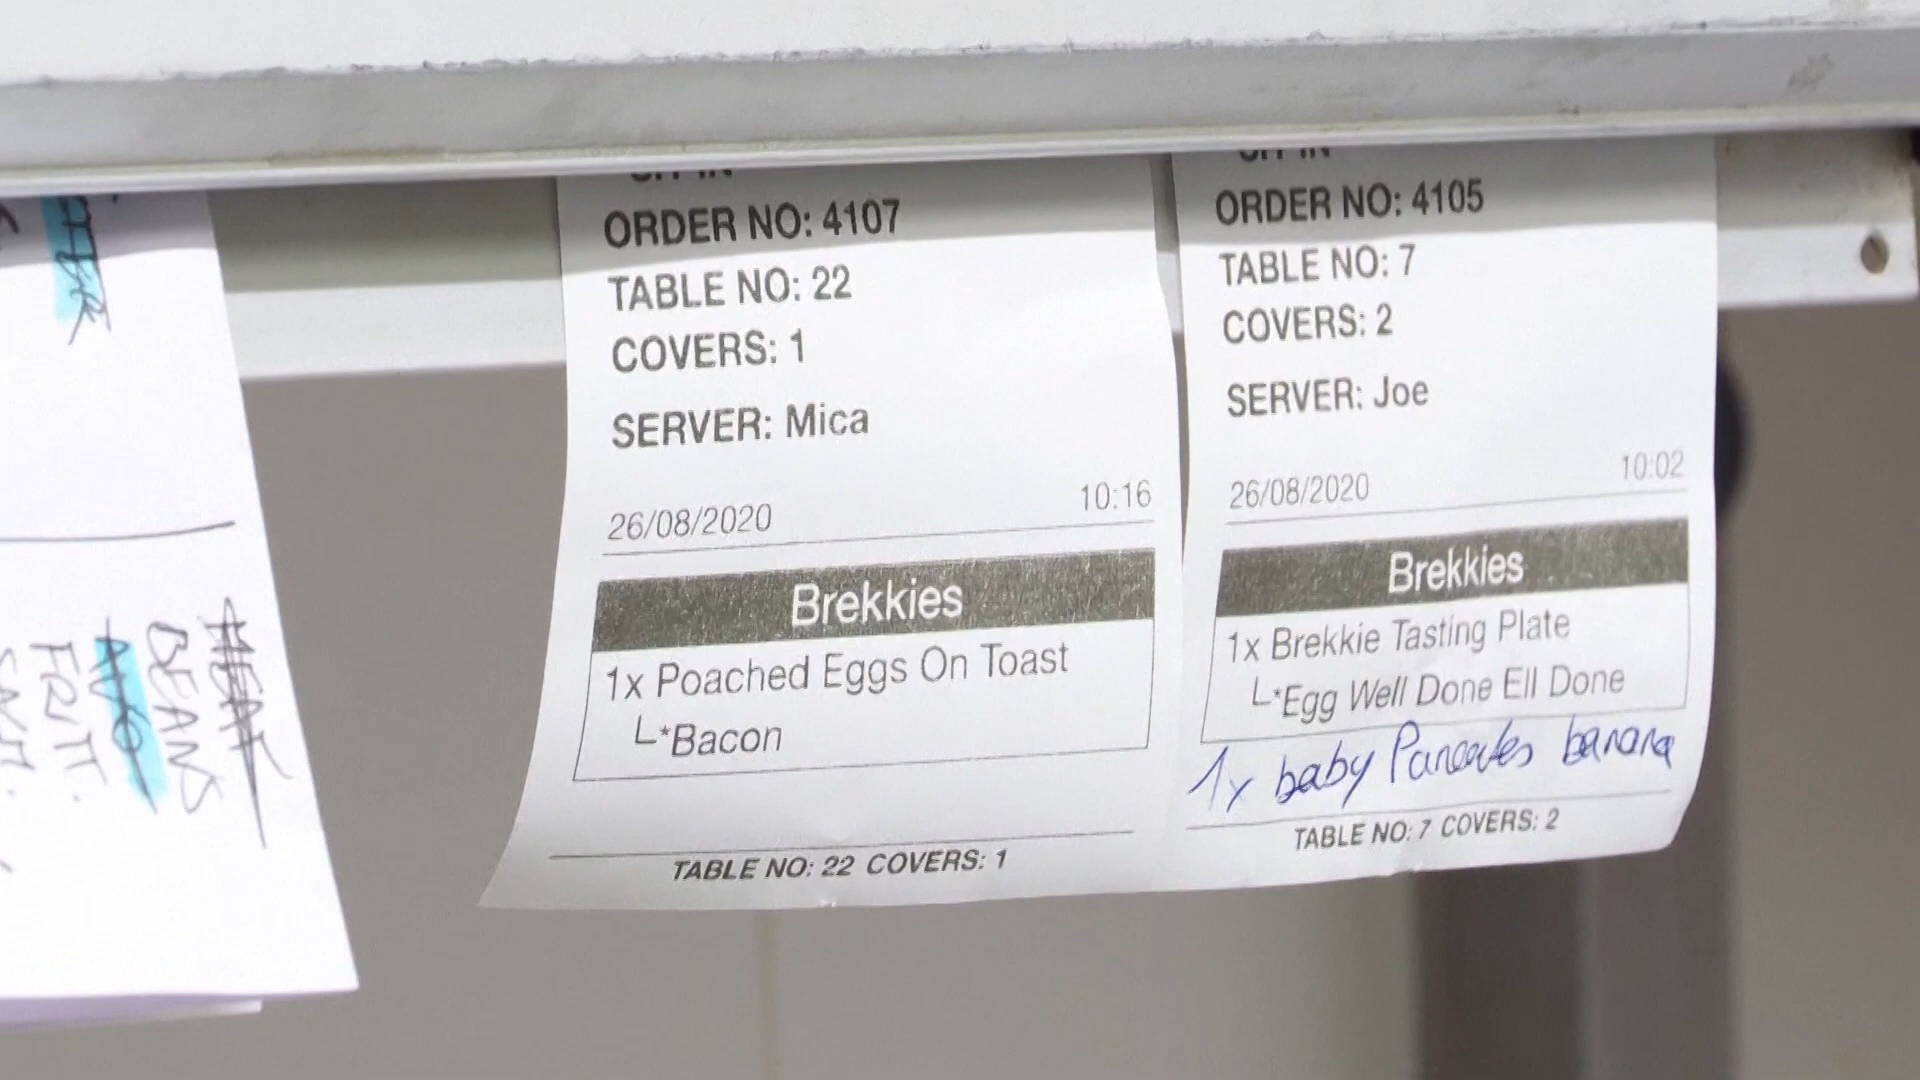 BEANS
FRIT.
ORDER NO: 4107
TABLE NO: 22
COVERS: 1
SERVER: Mica
26/08/2020 10:16
Brekkies
1x Poached Eggs On Toast
*Bacon
TABLE NO: 22 COVERS: 1
ORDER NO: 4105
TABLE NO: 7
COVERS: 2
SERVER: Joe
26/08/2020 10:02
Brekkies
1x Brekkie Tasting Plate
*Egg Well Done Ell Done
1x baby Pancakes banana
TABLE NO: 7 COVERS: 2